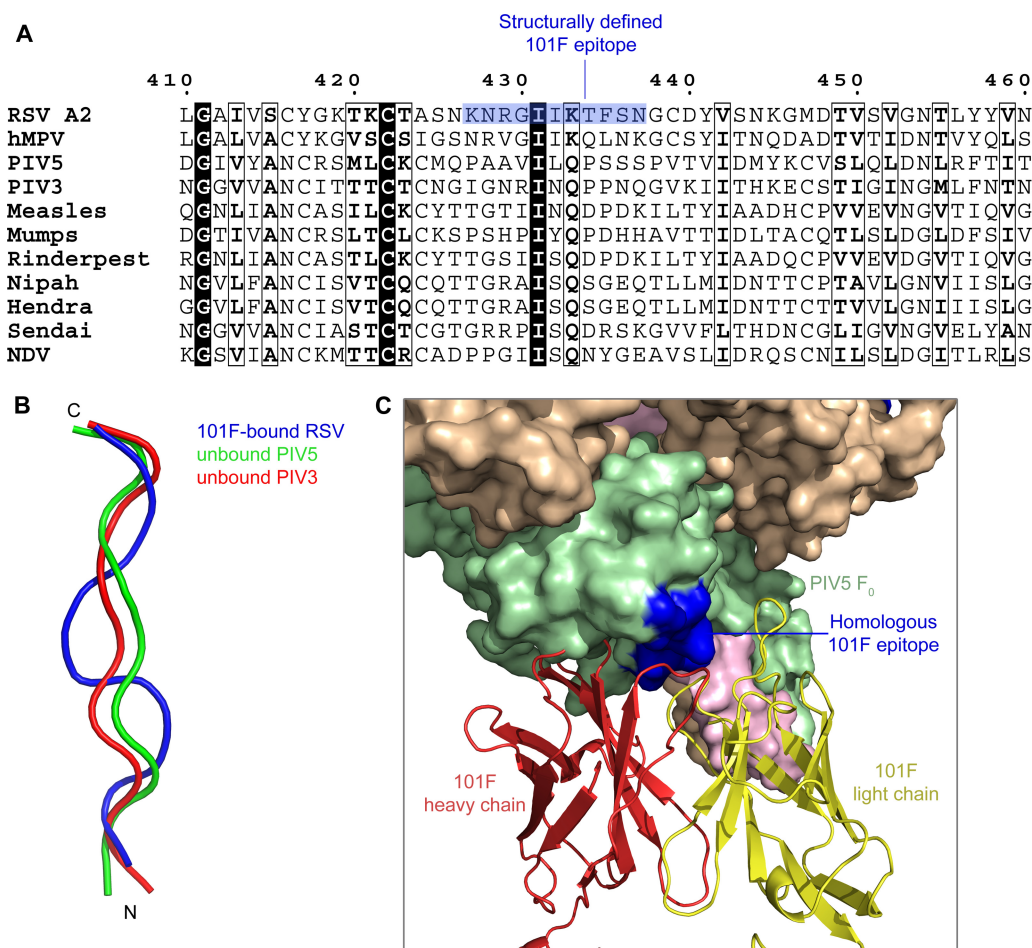 A
Structurally defined
101F epitope
410 420 430 440 450 460
RSV A2 LGAIVSCYGKTKCTASNKNRGIIKTFSNGCDYVSNKGMDTVSVGNTLYYVN
hMPV LGALVACYKGVSCSIGSNRVGIIKQLNKGCSYITNQDADTVTIDNTVYQLS
PIV5 DGIVYANCRSMLCKCMQPAAVILQPSSSPVTVIDMYKCVSLQLDNLRFTIT
PIV3 NGGVVANCITTTCTCNGIGNRINQPPNQGVKIITHKECSTIGINGMLFNTN
Measles QGNLIANCASILCKCYTTGTIINQDPDKILTYIAADHCPVVEVNGVTIQVG
Mumps DGTIVANCRSLTCLCKSPSHPIYQPDHHAVTTIDLTACQTLSLDGLDFSIV
Rinderpest RGNLIANCASTLCKCYTTGSIISQDPDKILTYIAADQCPVVEVDGVTIQVG
Nipah NGVLFANCISVTCQCQTTGRAISQSGEQTLLMIDNTTCPTAVLGNVIISLG
Hendra GGVLFANCISVTCQCQTTGRAISQSGEQTLLMIDNTTCTTVVLGNIIISLG
Sendai NGGVVANCIASTCTCGTGRRPISQDRSKGVVFLTHDNCGLIGVNGVELYAN
NDV KGSVIANCKMTTCRCADPPGIISQNYGEAVSLIDRQSCNILSLDGITLRLS
B
C
101F-bound RSV
unbound PIV5
unbound PIV3
N
C
PIV5 F0
Homologous
101F epitope
101F
heavy chain
101F
light chain